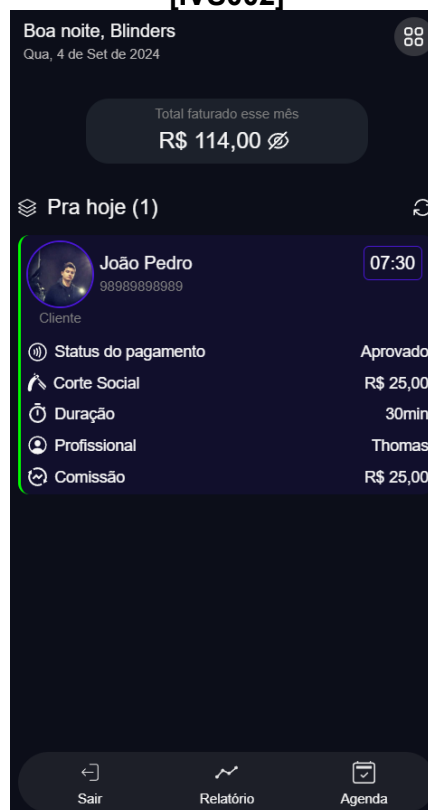 [IVS002]
Boa noite, Blinders
Qua, 4 de Set de 2024
Total faturado esse mês
R$ 114,00
Pra hoje (1)
João Pedro
07:30
98989898989
Cliente
Status do pagamento Aprovado
Corte Social R$ 25,00
Duração 30min
Profissional Thomas
Comissão R$ 25,00
Sair Relatório Agenda